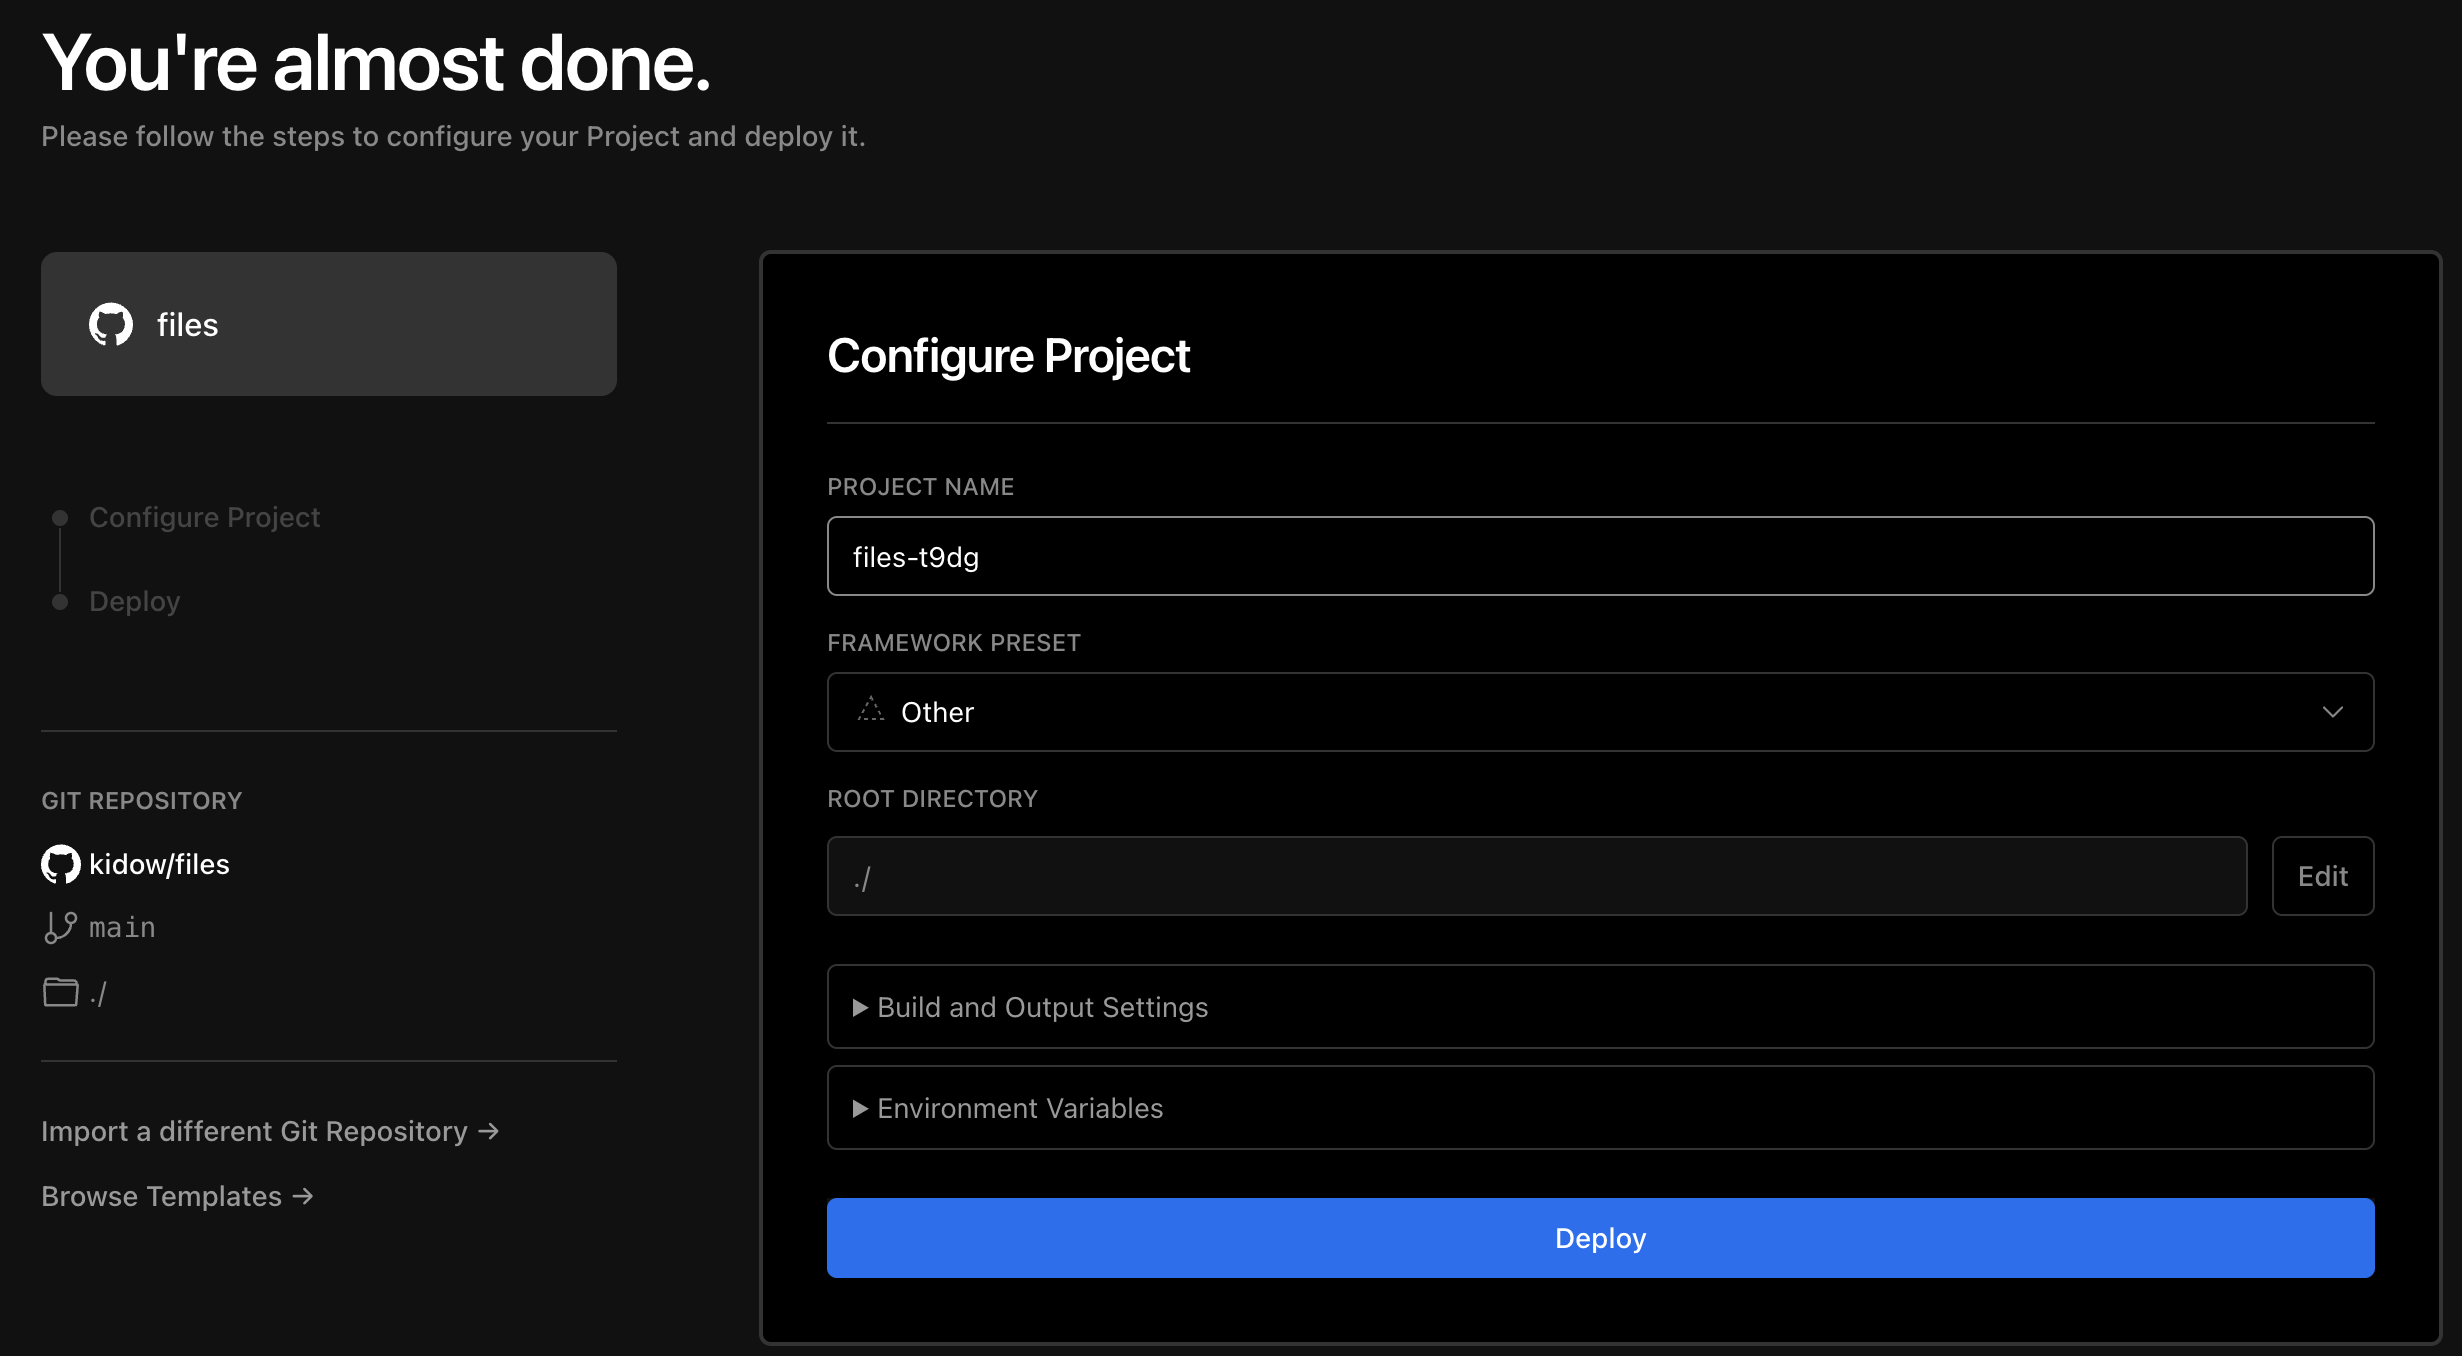 You're almost done.
Please follow the steps to configure your Project and deploy it.
files
Configure Project
Deploy
GIT REPOSITORY
kidow/files
main
./
Import a different Git Repository →
Browse Templates →
Configure Project
PROJECT NAME
files-t9dg
FRAMEWORK PRESET
Other
ROOT DIRECTORY
./
Edit
Build and Output Settings
Environment Variables
Deploy